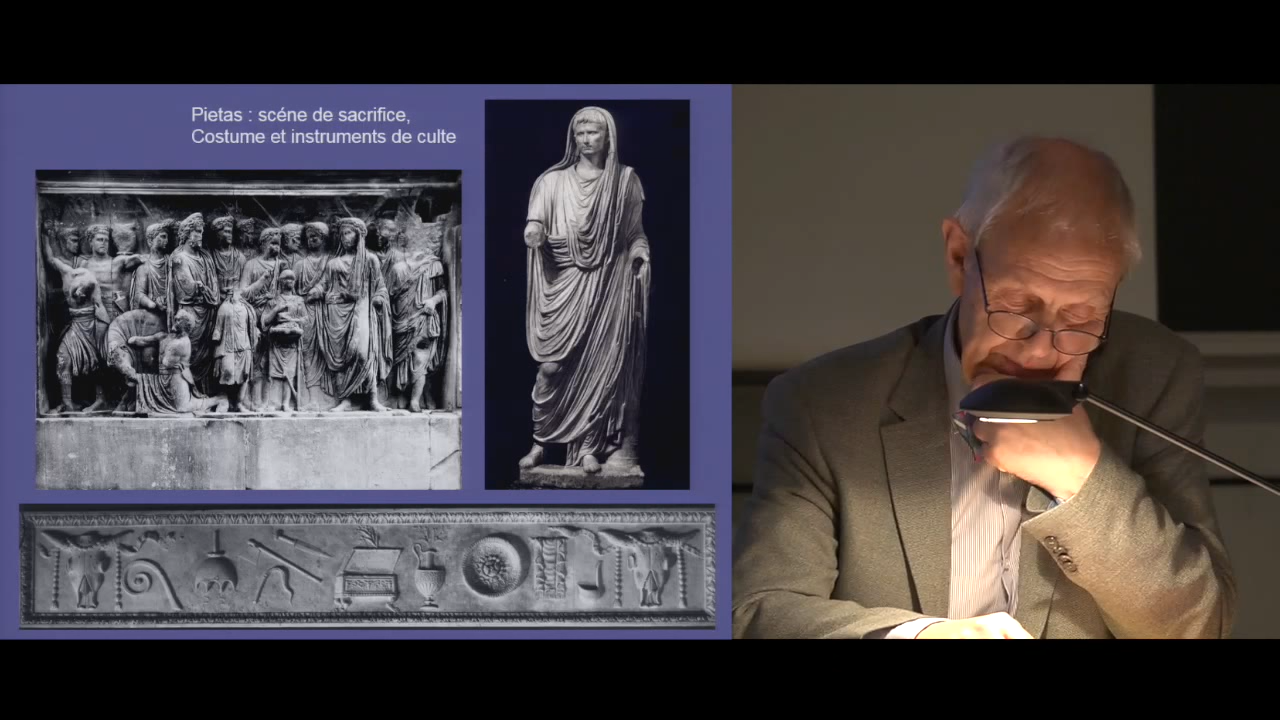 Pietas : scéne de sacrifice,
Costume et instruments de culte